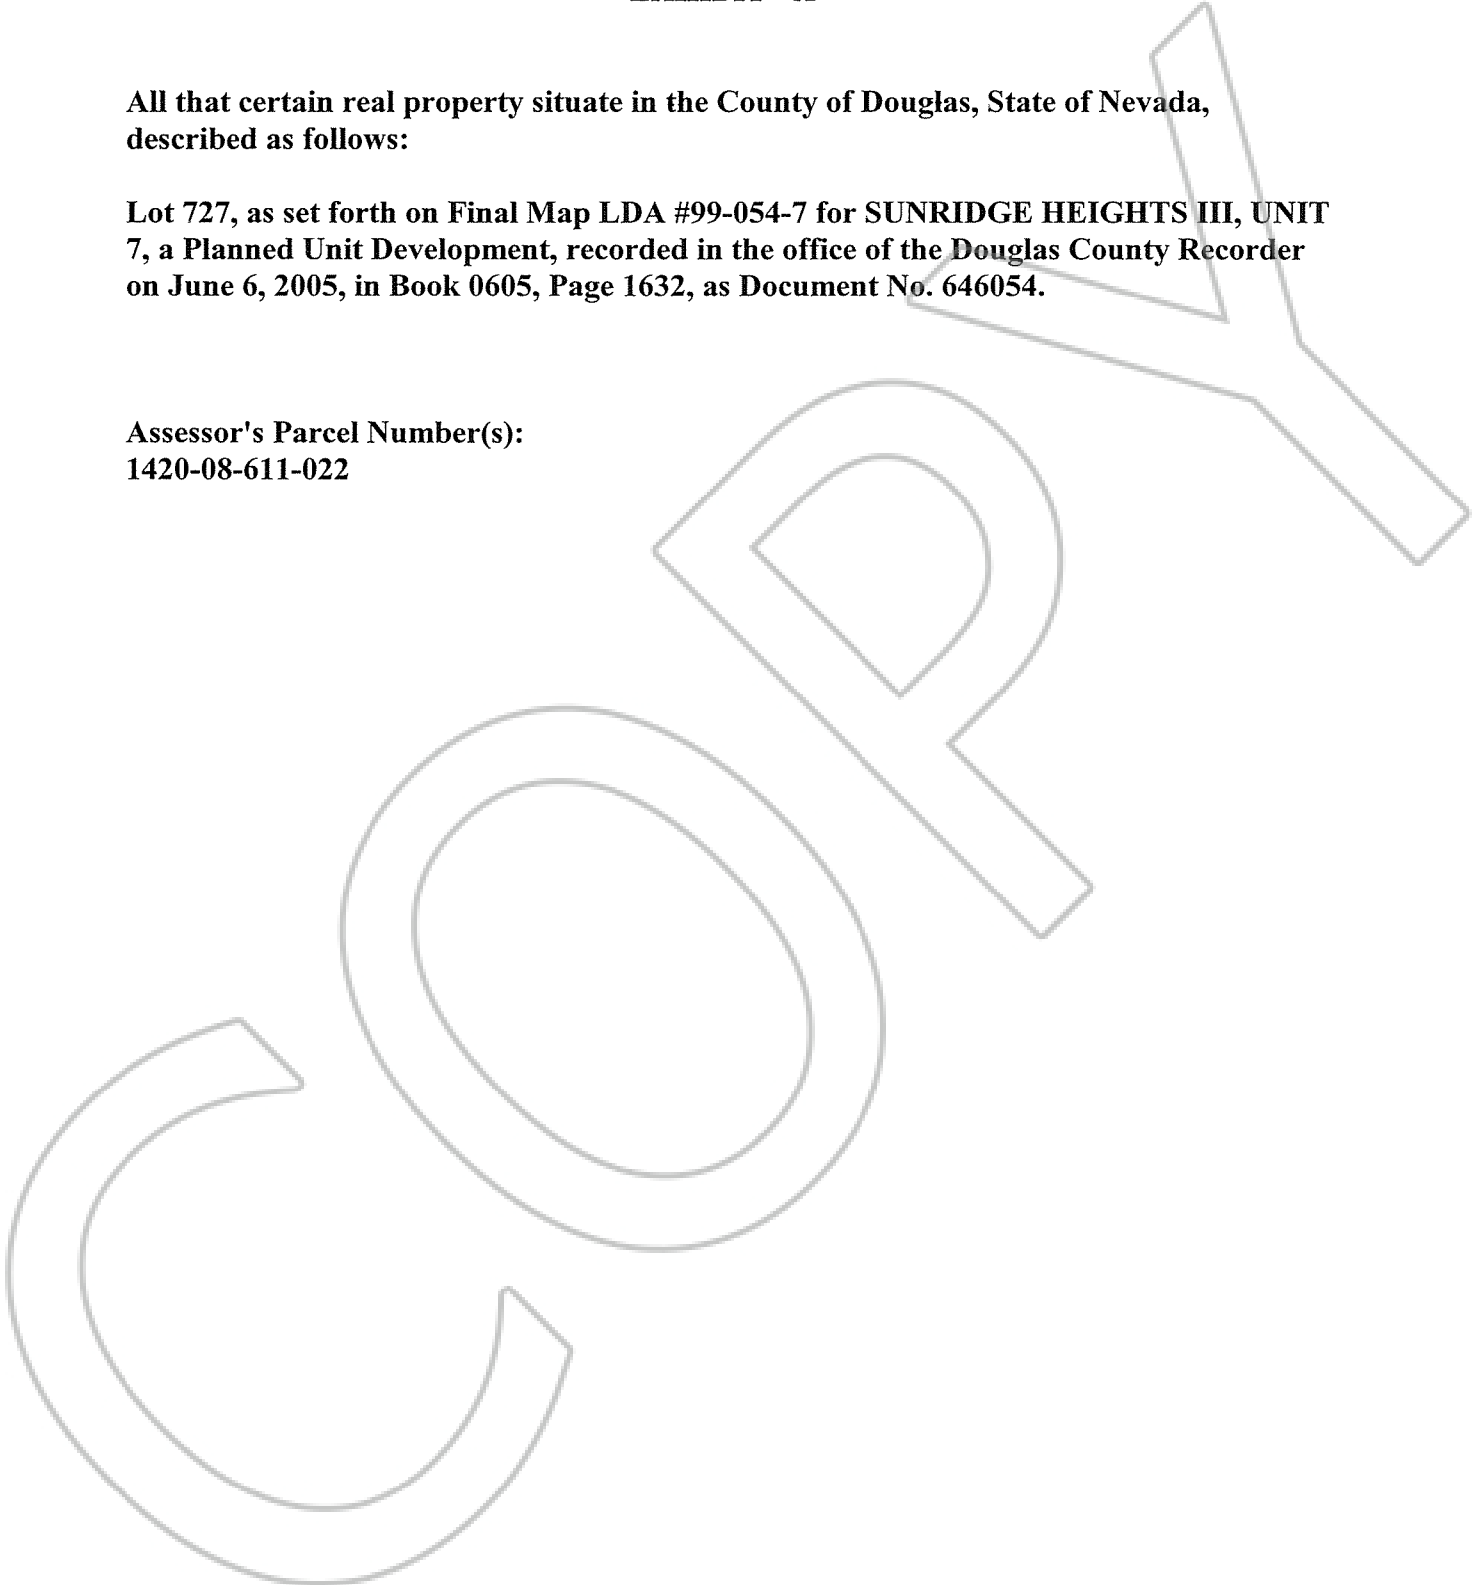 All that certain real property situate in the County of Douglas, State of Nevada,
described as follows:
Lot 727, as set forth on Final Map LDA #99-054-7 for SUNRIDGE HEIGHTS III, UNIT
7, a Planned Unit Development, recorded in the office of the Douglas County Recorder
on June 6, 2005, in Book 0605, Page 1632, as Document No. 646054.
Assessor's Parcel Number(s):
1420-08-611-022
COPY